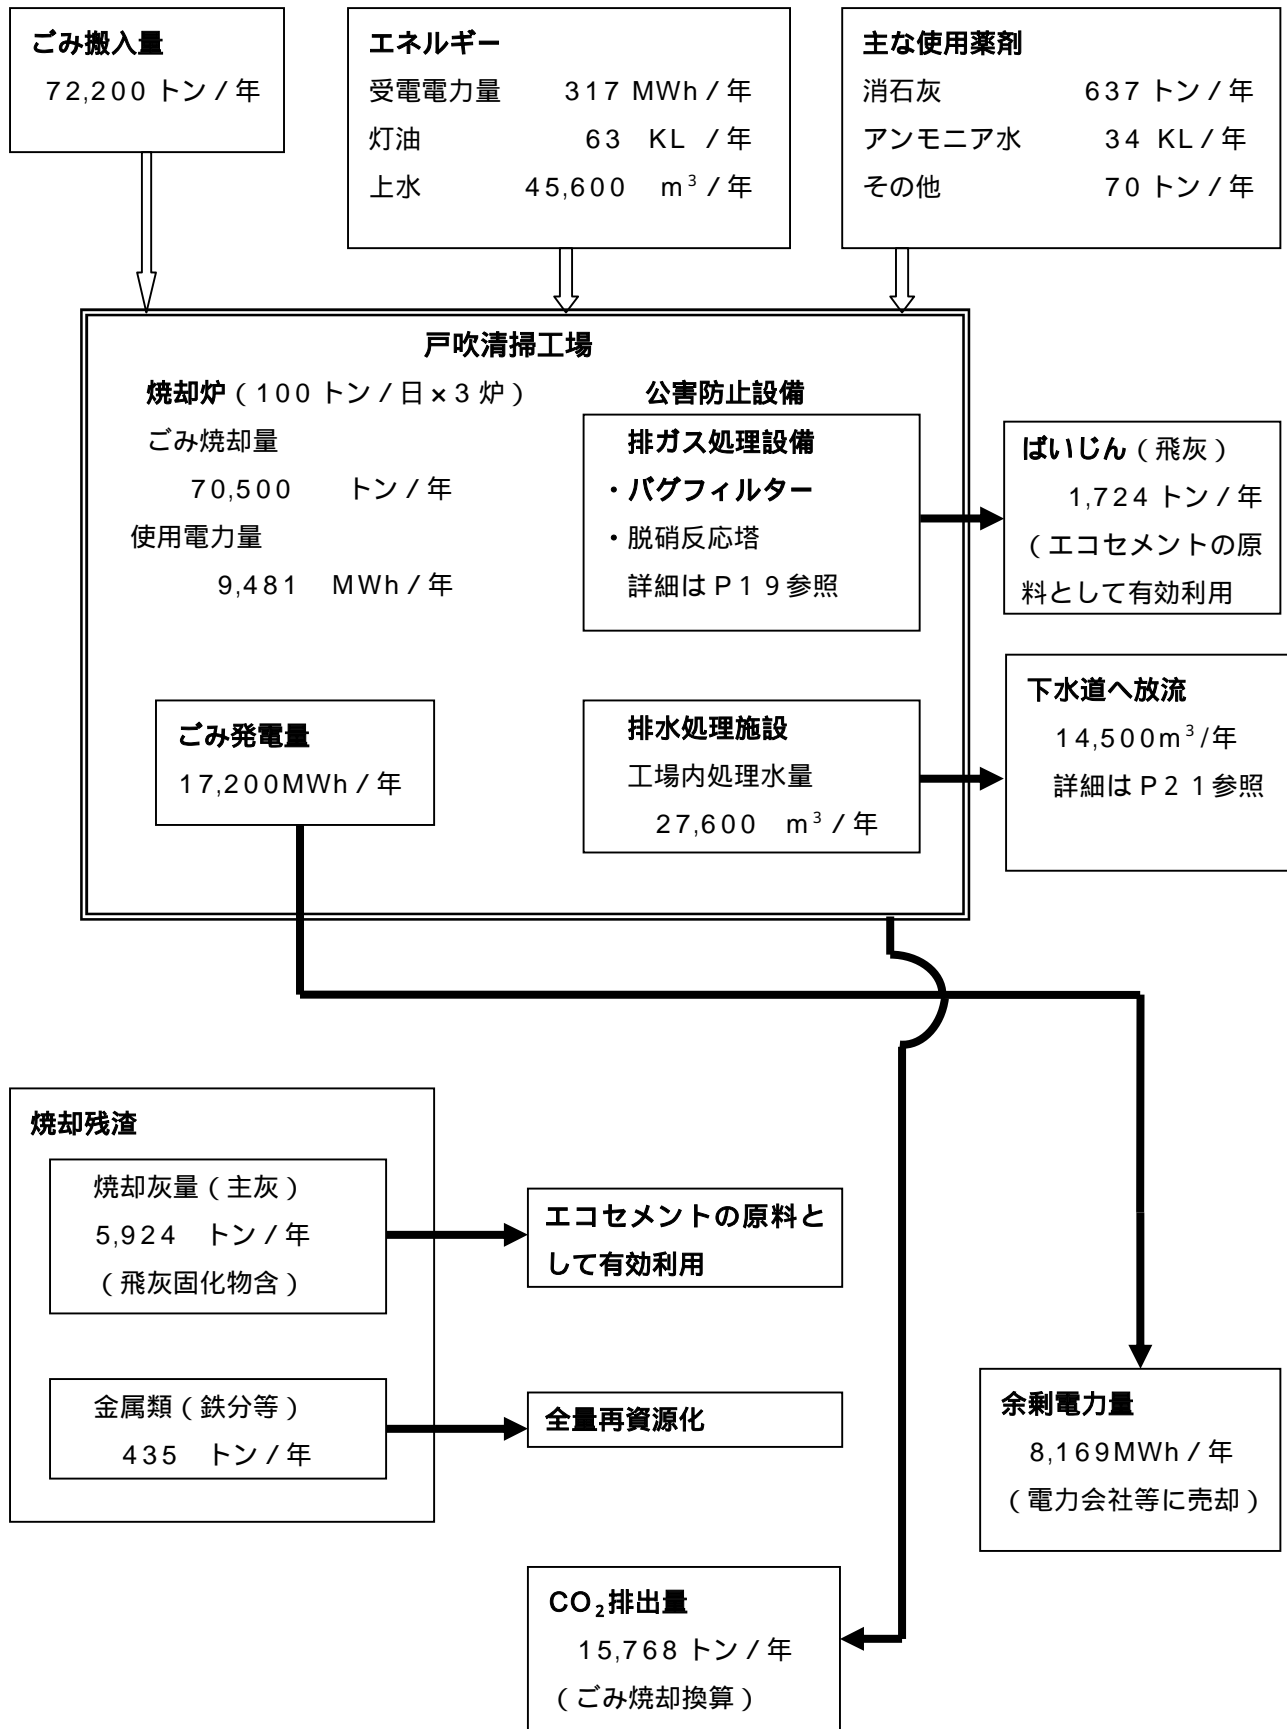 ごみ搬入量
72,200 トン／年
エネルギー
受電電力量 317 MWh／年
灯油 63 KL ／年
上水 45,600 m³／年
主な使用薬剤
消石灰 637 トン／年
アンモニア水 34 KL／年
その他 70 トン／年
戸吹清掃工場
焼却炉（100 トン／日×3 炉）
ごみ焼却量
70,500 トン／年
使用電力量
9,481 MWh／年
公害防止設備
排ガス処理設備
・バグフィルター
・脱硝反応塔
詳細は P１９参照
ばいじん（飛灰）
1,724 トン／年
（エコセメントの原
料として有効利用
ごみ発電量
17,200MWh／年
排水処理施設
工場内処理水量
27,600 m³／年
下水道へ放流
14,500m³/年
詳細は P２１参照
焼却残渣
焼却灰量（主灰）
5,924 トン／年
（飛灰固化物含）
エコセメントの原料と
して有効利用
金属類（鉄分等）
435 トン／年
全量再資源化
余剰電力量
8,169MWh／年
（電力会社等に売却）
CO₂排出量
15,768 トン／年
（ごみ焼却換算）